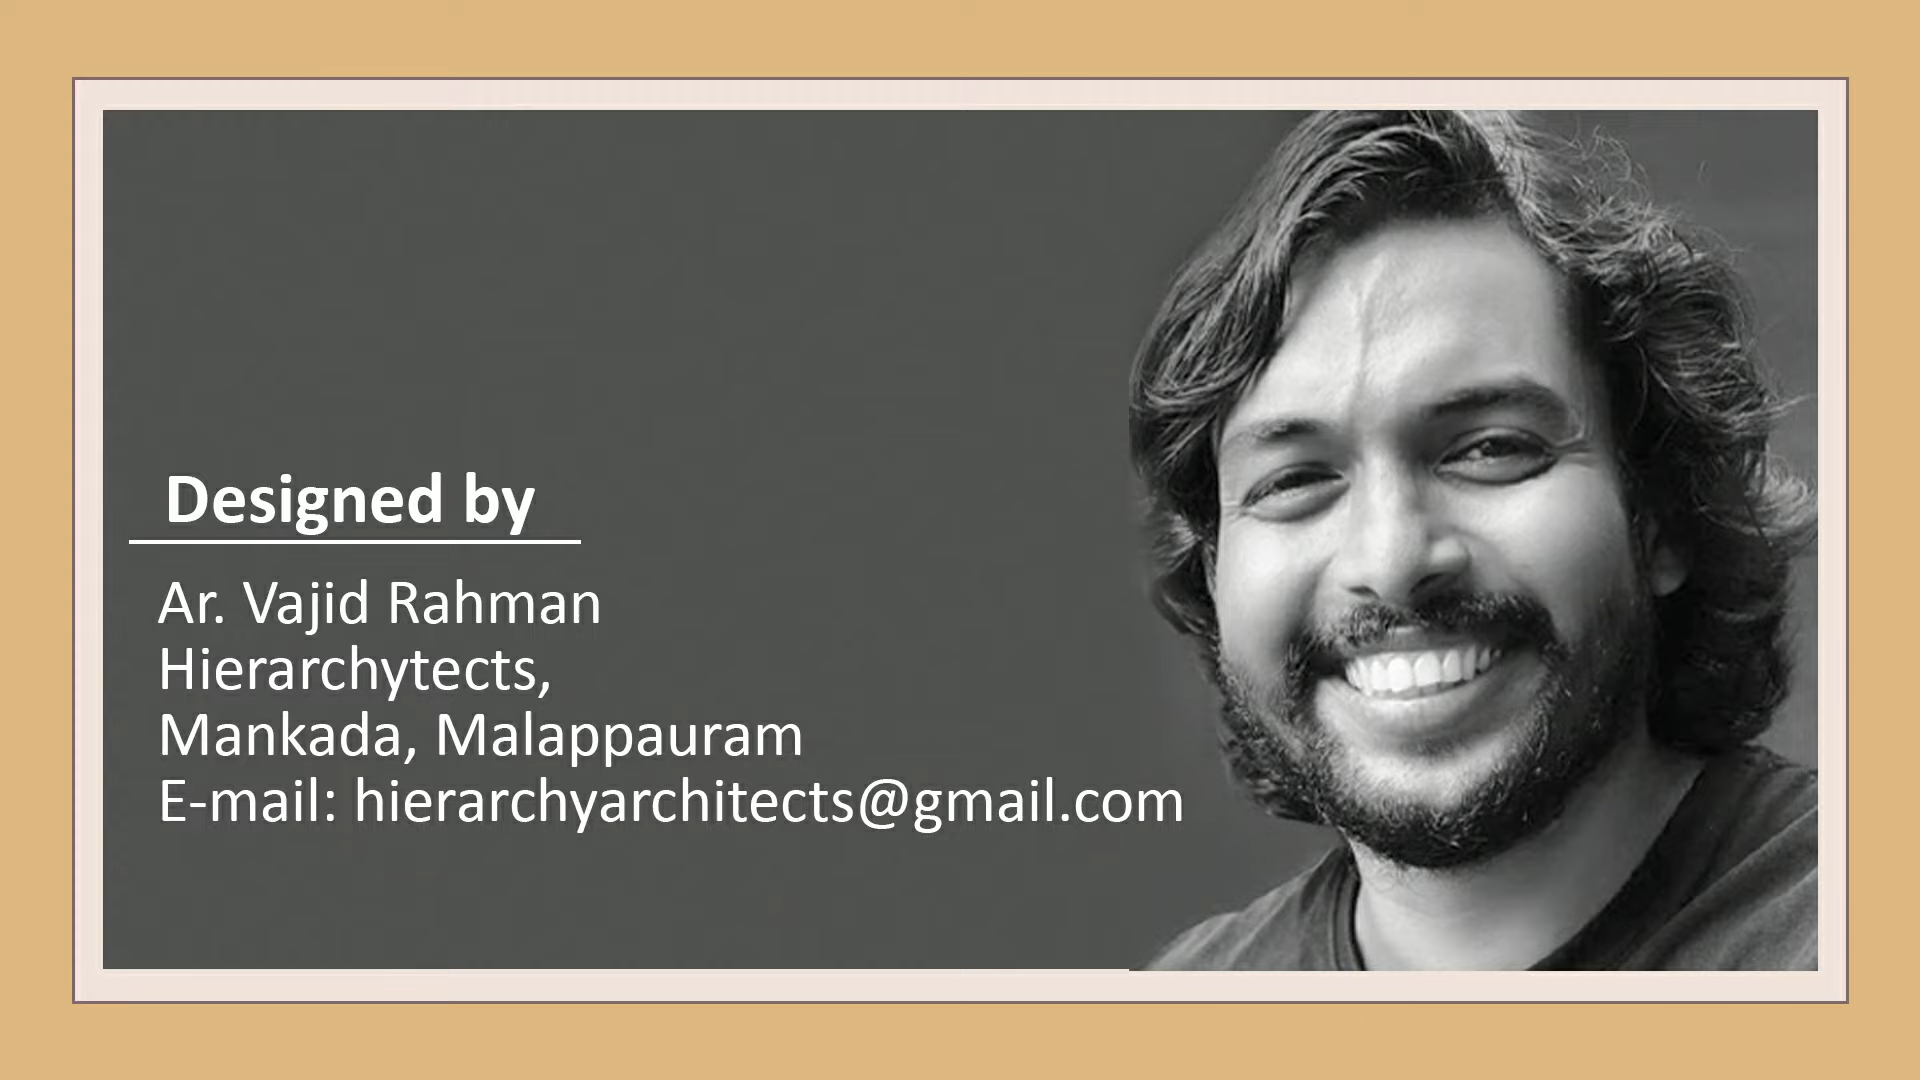 Designed by
Ar. Vajid Rahman
Hierarchytects,
Mankada, Malappauram
E-mail: hierarchyarchitects@gmail.com